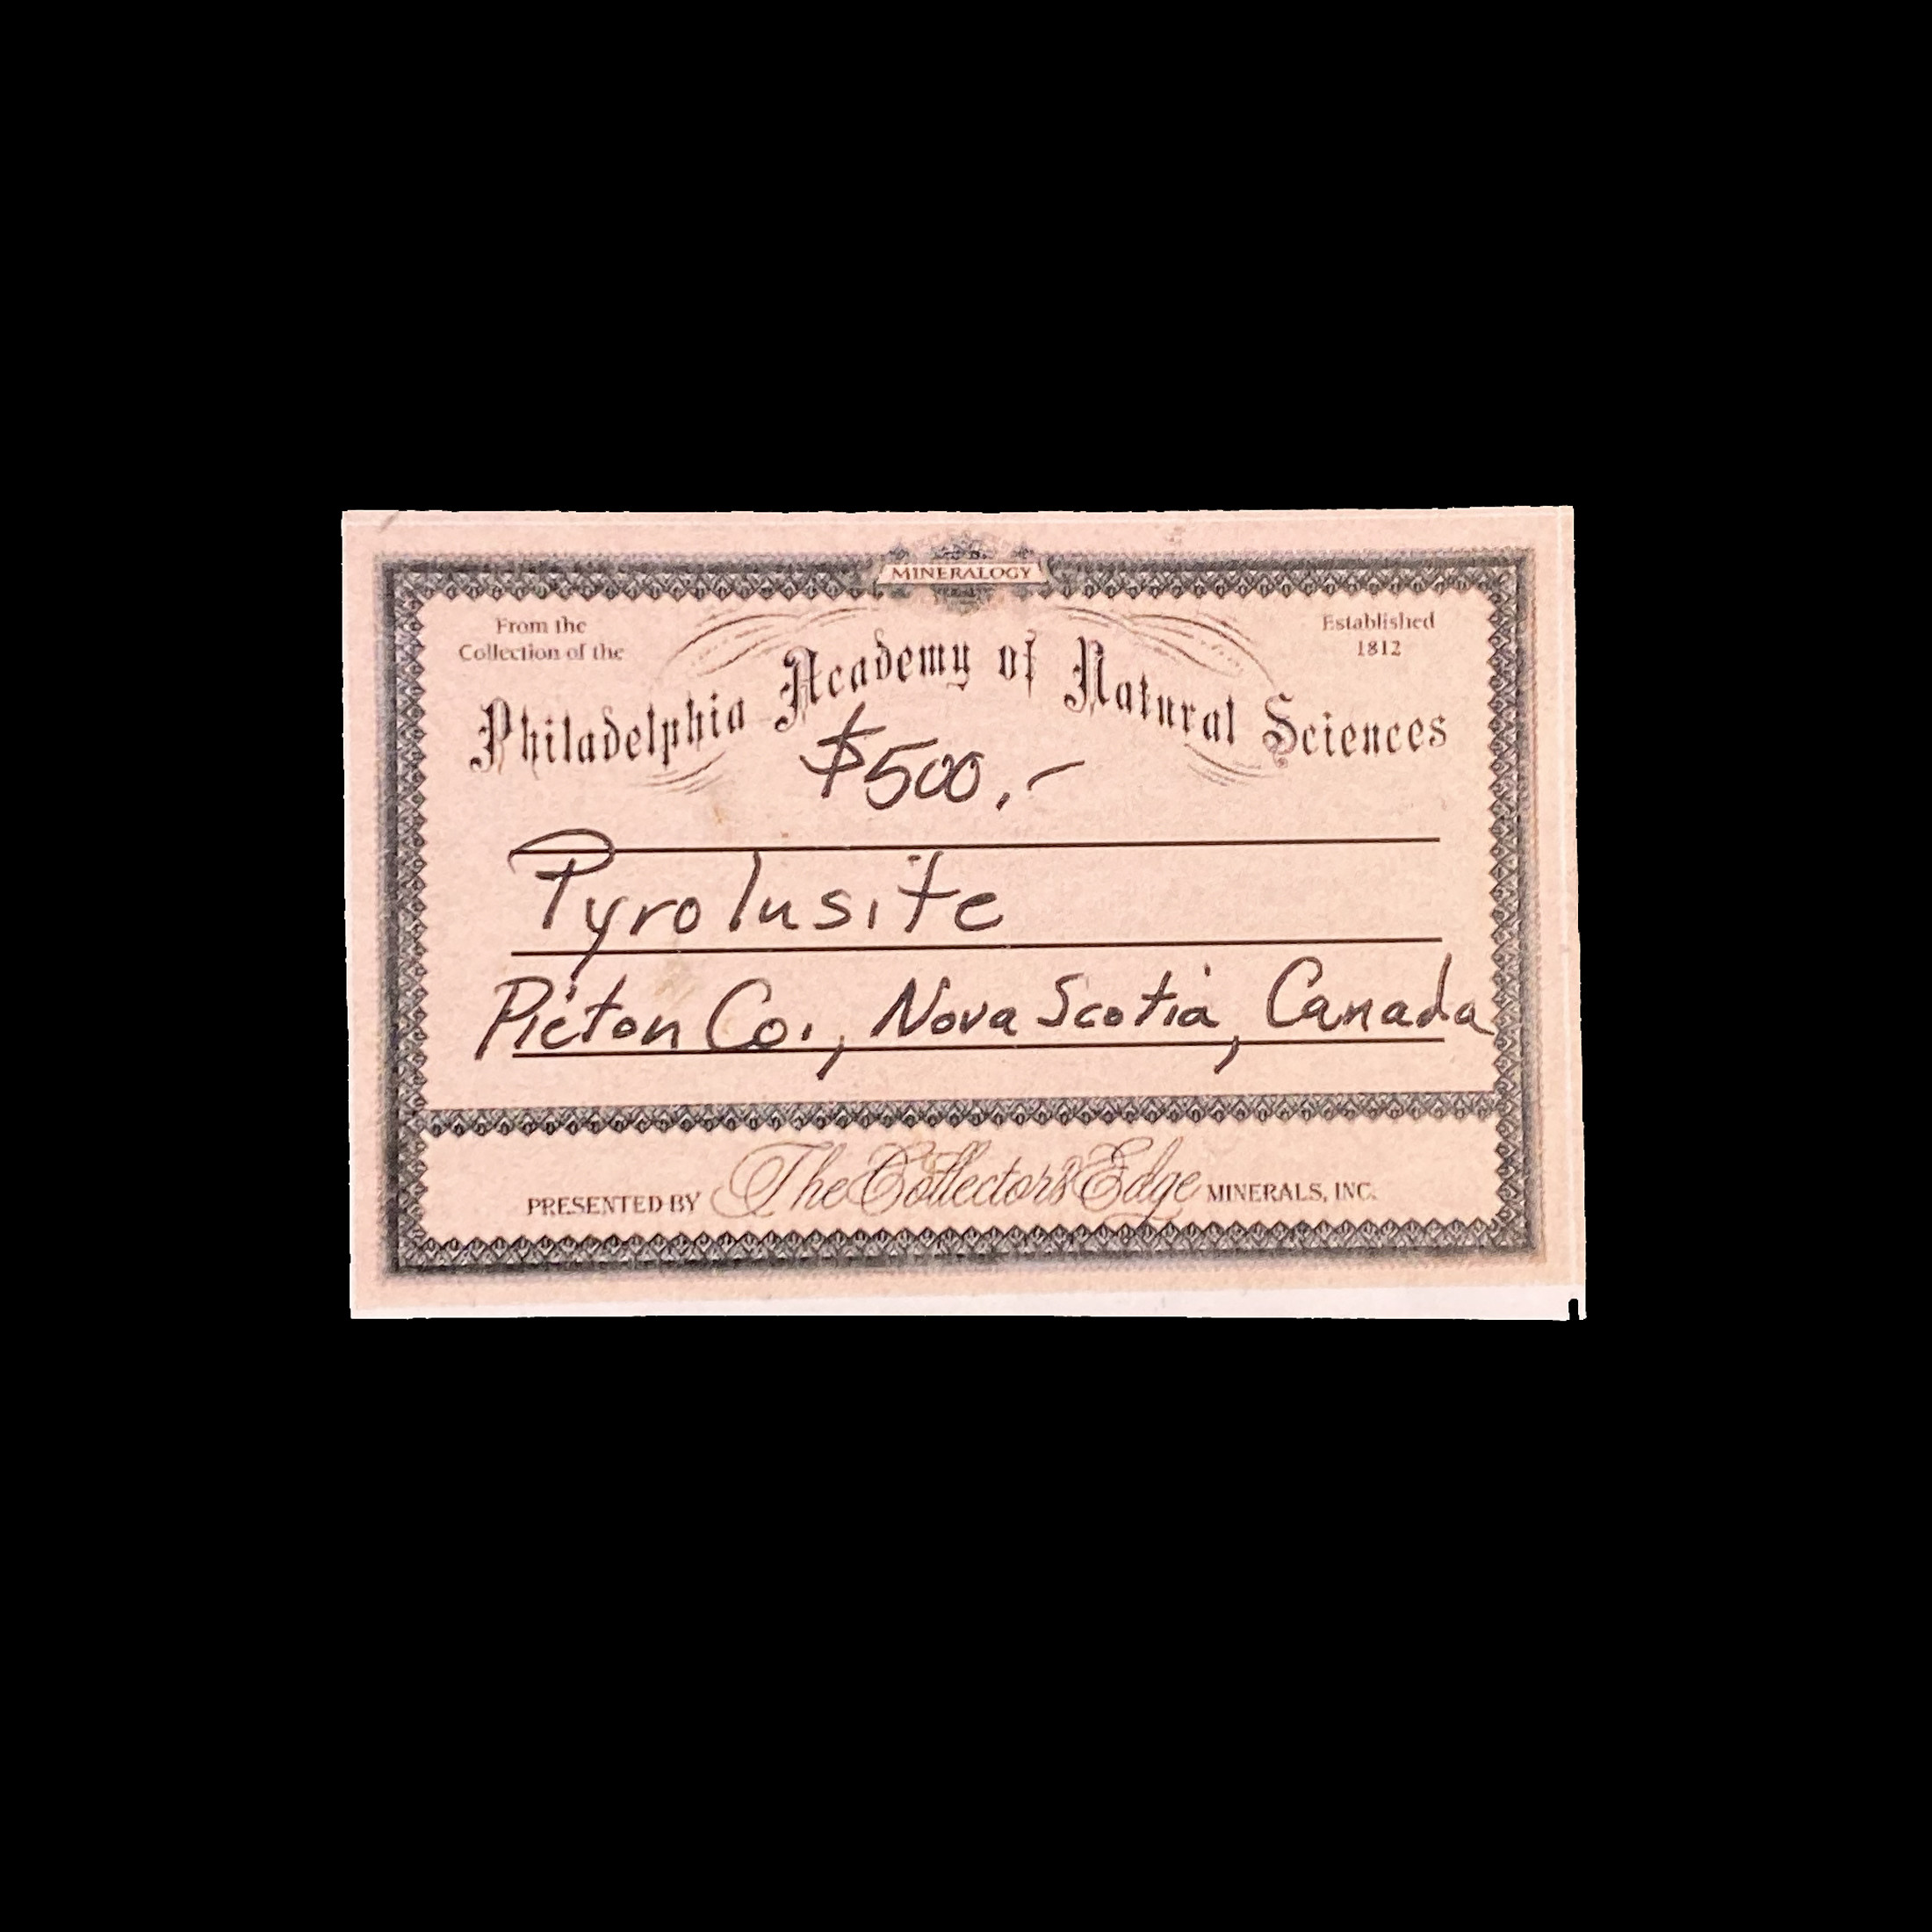 MINERALOGY
From the
Collection of the
Established
1812
Philadelphia Academy of Natural Sciences
$500.-
Pyrolusite
Picton Co., Nova Scotia, Canada
PRESENTED BY The Collector's Edge MINERALS, INC.